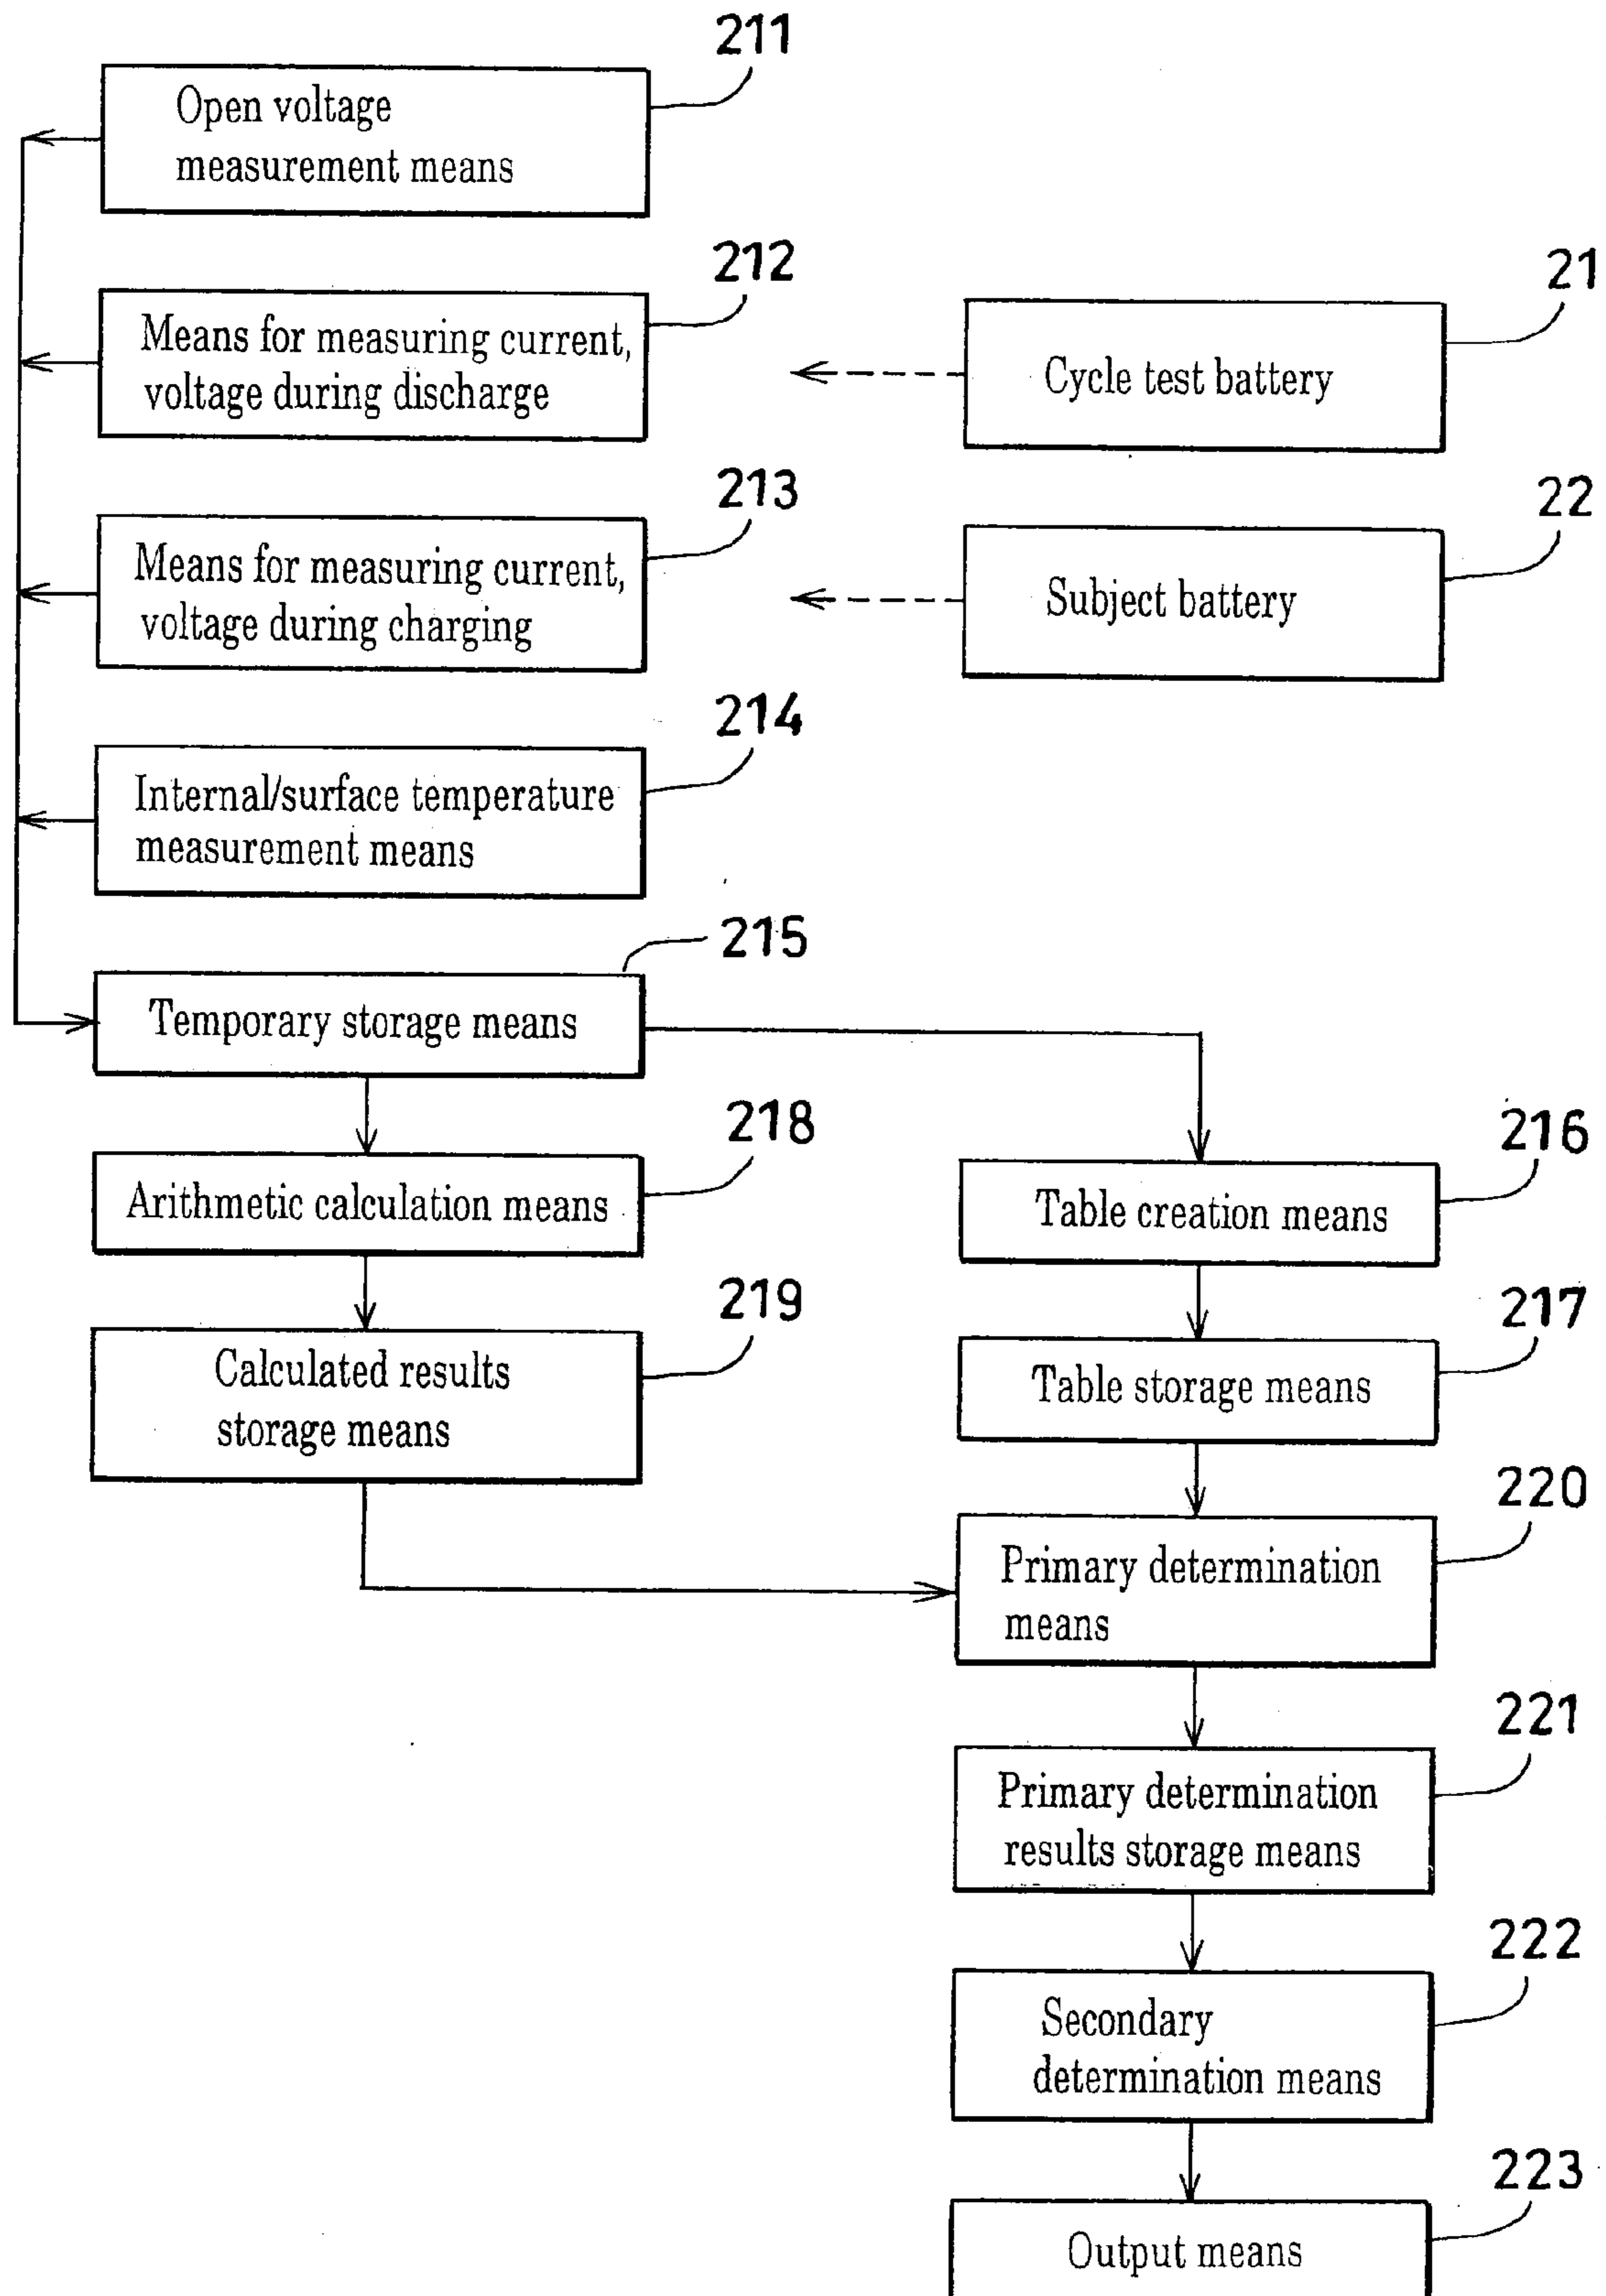 211
Open voltage
measurement means
212
Means for measuring current,
voltage during discharge
21
Cycle test battery
213
Means for measuring current,
voltage during charging
22
Subject battery
214
Internal/surface temperature
measurement means
215
Temporary storage means
218
Arithmetic calculation means
216
Table creation means
219
Calculated results
storage means
217
Table storage means
220
Primary determination
means
221
Primary determination
results storage means
222
Secondary
determination means
223
Output means